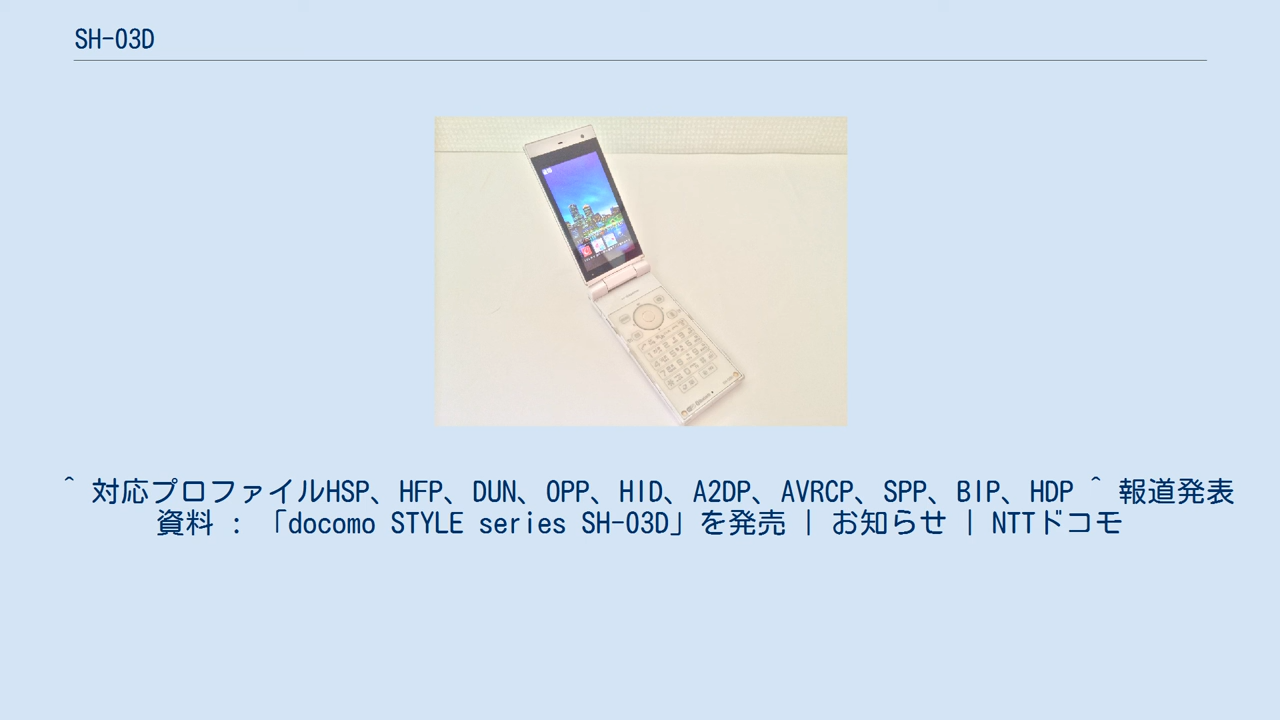 SH-03D
^ 対応プロファイルHSP、HFP、DUN、OPP、HID、A2DP、AVRCP、SPP、BIP、HDP ^ 報道発表
資料 : 「docomo STYLE series SH-03D」を発売 | お知らせ | NTTドコモ